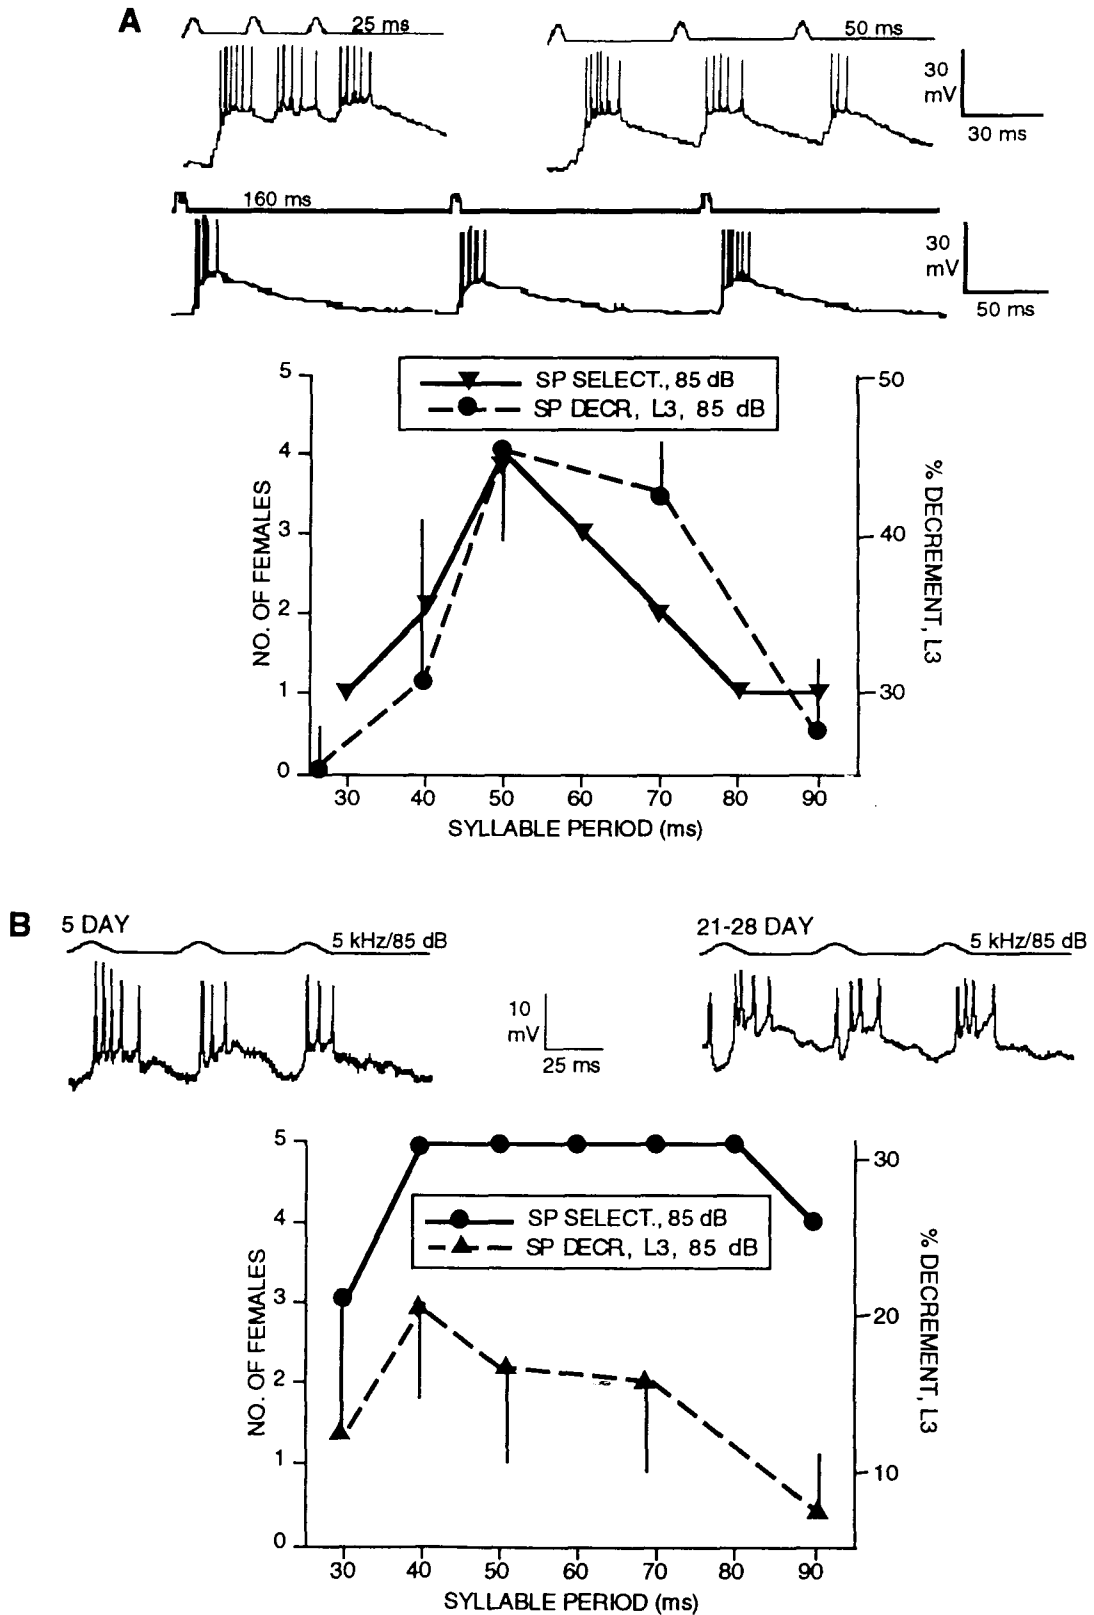 A
25 ms
50 ms
30
mV
30 ms
160 ms
30
mV
50 ms
SP SELECT., 85 dB
SP DECR, L3, 85 dB
5
4
3
2
1
0
NO. OF FEMALES
50
40
30
% DECREMENT, L3
30 40 50 60 70 80 90
SYLLABLE PERIOD (ms)
B
5 DAY
5 kHz/85 dB
10
mV
25 ms
21-28 DAY
5 kHz/85 dB
SP SELECT., 85 dB
SP DECR, L3, 85 dB
5
4
3
2
1
0
NO. OF FEMALES
30
20
10
% DECREMENT, L3
30 40 50 60 70 80 90
SYLLABLE PERIOD (ms)